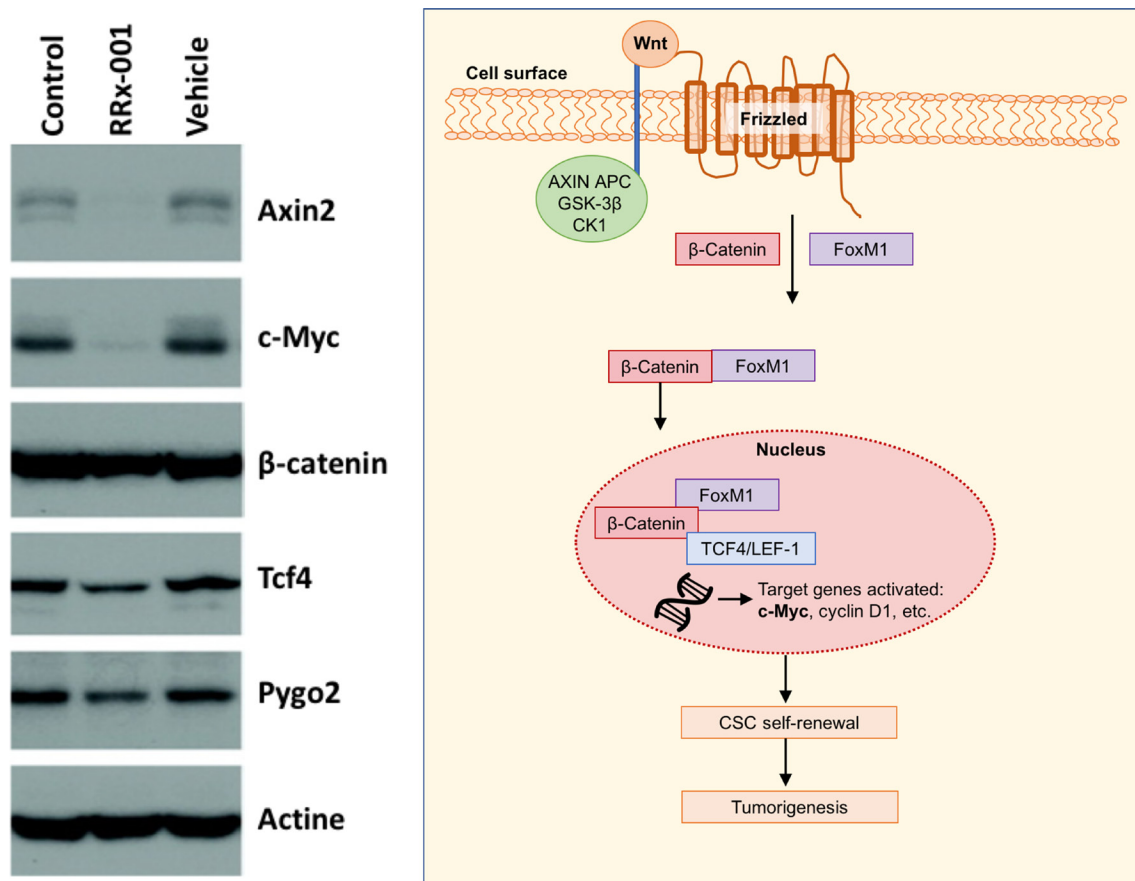 Control
RRx-001
Vehicle
Axin2
c-Myc
β-catenin
Tcf4
Pygo2
Actine
Wnt
Cell surface
Frizzled
AXIN APC
GSK-3β
CK1
β-Catenin
FoxM1
β-Catenin
FoxM1
Nucleus
FoxM1
β-Catenin
TCF4/LEF-1
Target genes activated:
c-Myc, cyclin D1, etc.
CSC self-renewal
Tumorigenesis